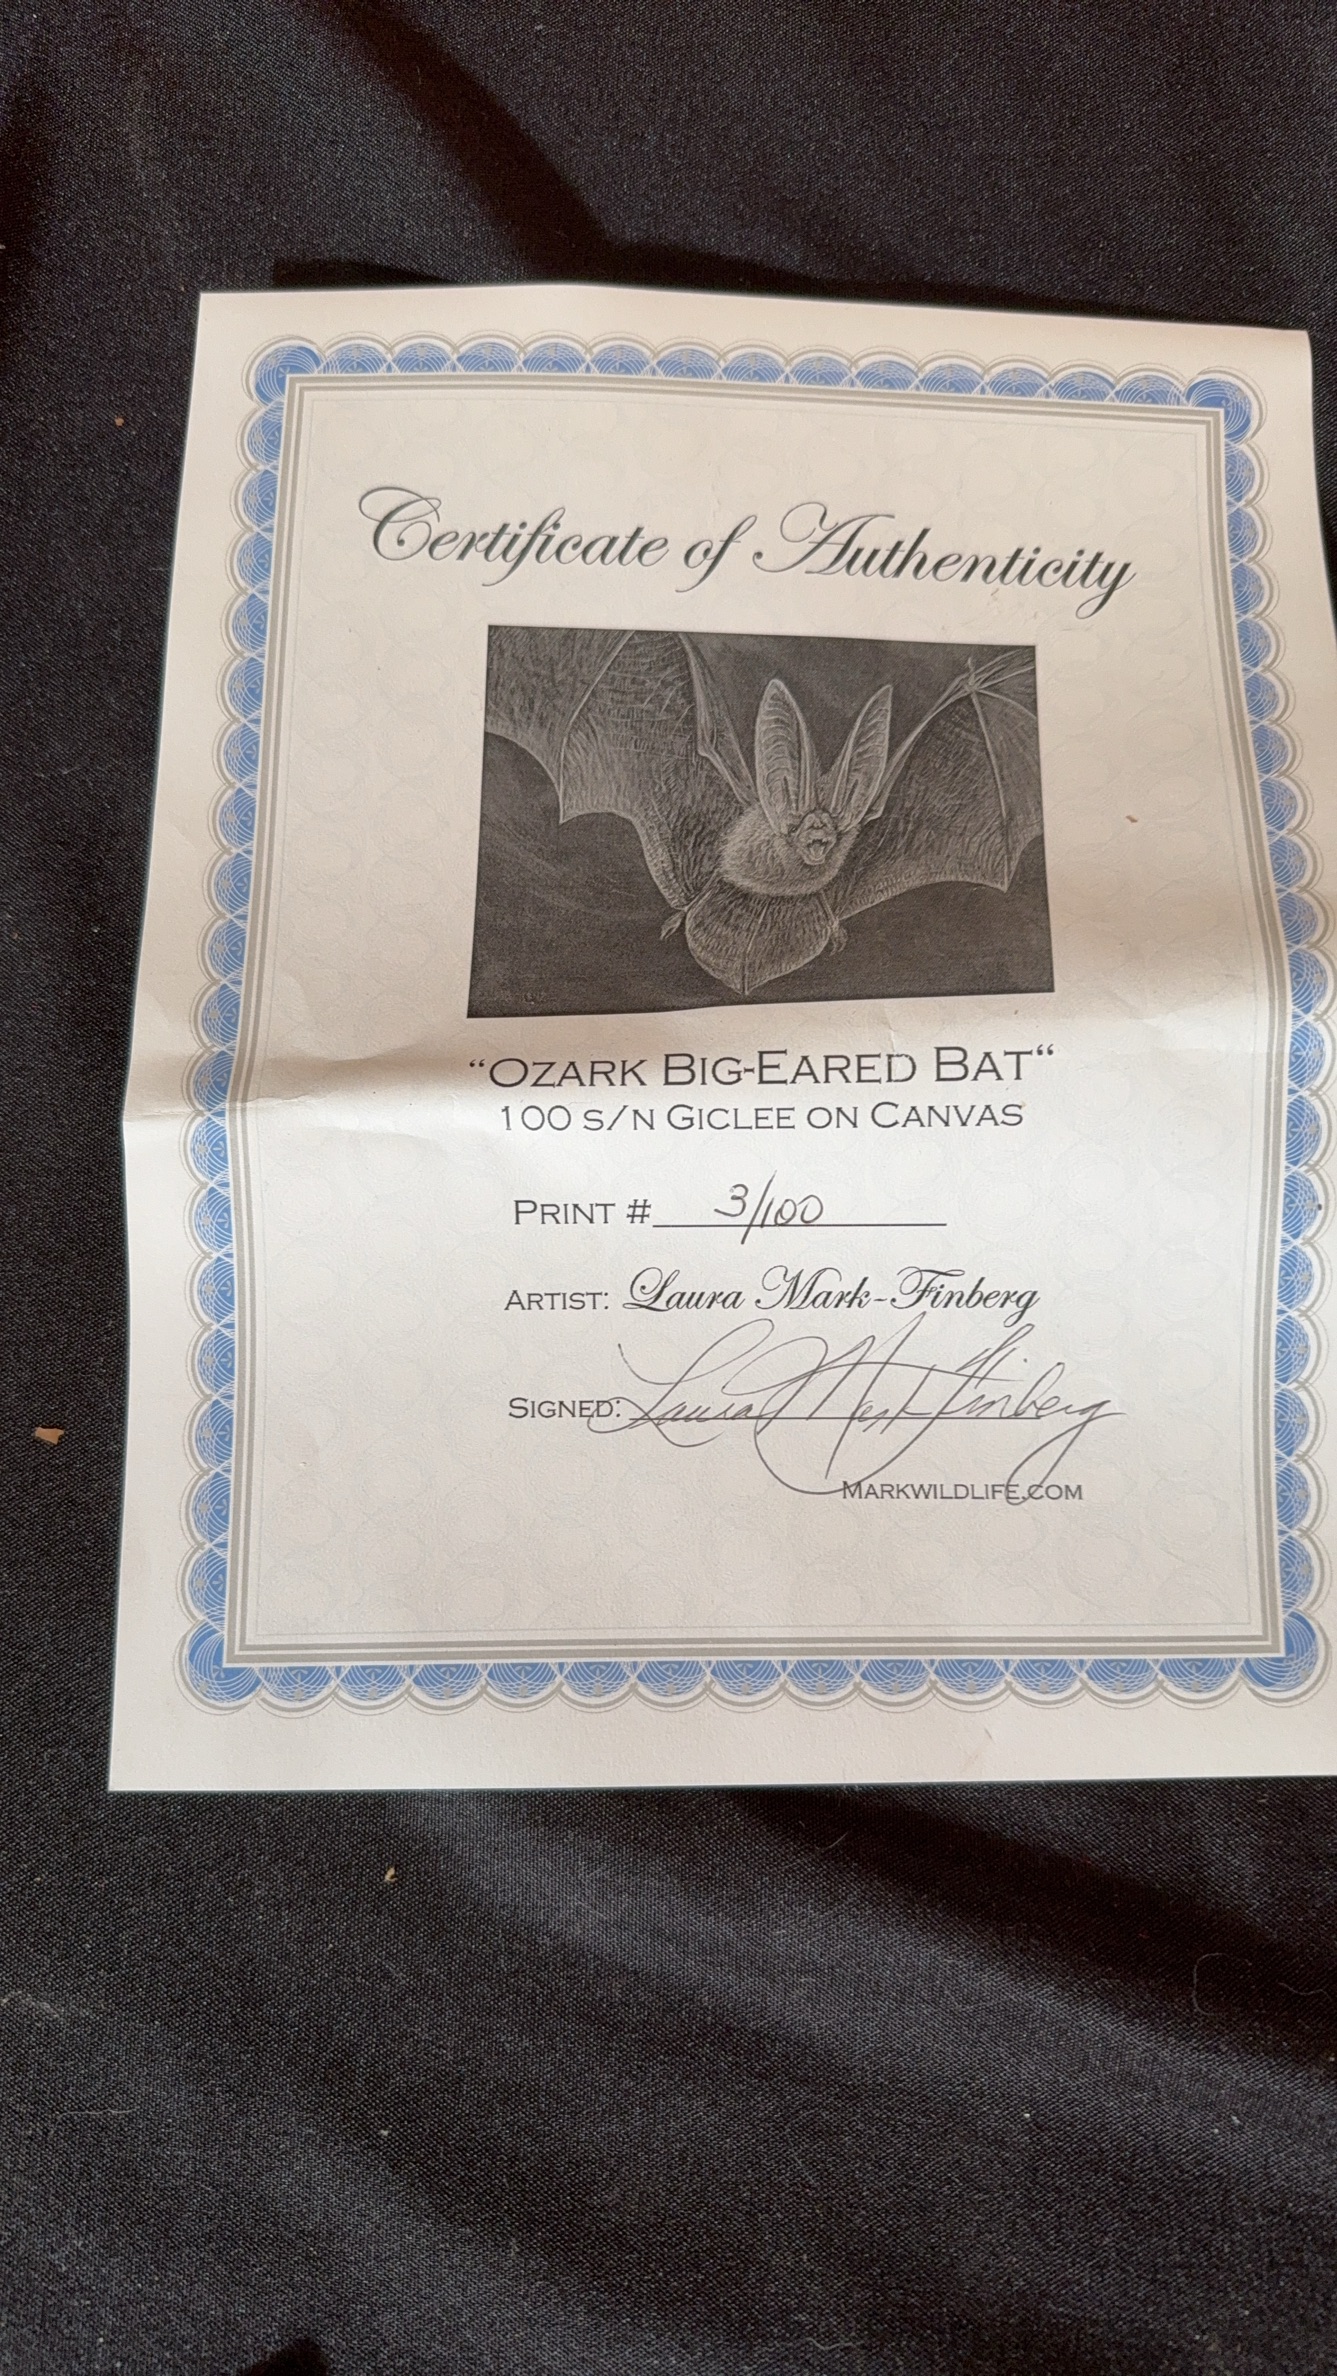 Certificate of Authenticity
“Ozark Big-Eared Bat“
100 s/n Giclee on Canvas
Print # 3/100
Artist: Laura Mark-Finberg
Signed: Laura Mark-Finberg
Markwildlife.com